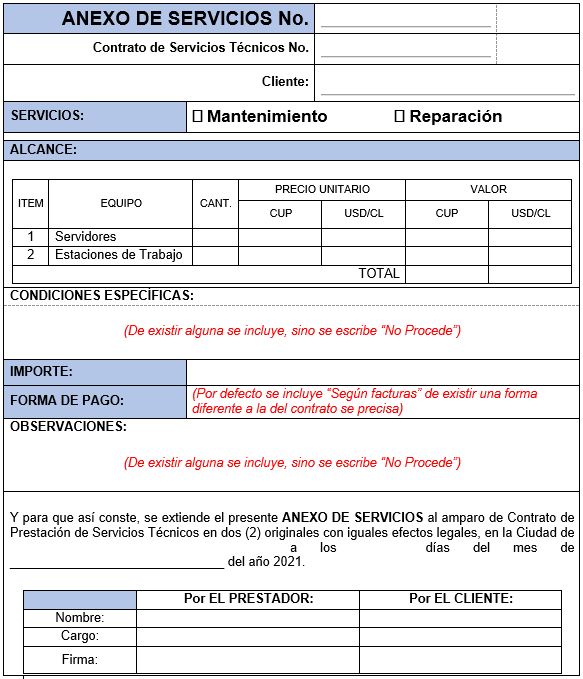 ANEXO DE SERVICIOS No.
Contrato de Servicios Técnicos No.
Cliente:
SERVICIOS: Mantenimiento Reparación
ALCANCE:
ITEM EQUIPO CANT. PRECIO UNITARIO VALOR
CUP USD/CL CUP USD/CL
1 Servidores
2 Estaciones de Trabajo
TOTAL
CONDICIONES ESPECÍFICAS:
(De existir alguna se incluye, sino se escribe “No Procede”)
IMPORTE:
FORMA DE PAGO: (Por defecto se incluye “Según facturas” de existir una forma
diferente a la del contrato se precisa)
OBSERVACIONES:
(De existir alguna se incluye, sino se escribe “No Procede”)
Y para que así conste, se extiende el presente ANEXO DE SERVICIOS al amparo de Contrato de
Prestación de Servicios Técnicos en dos (2) originales con iguales efectos legales, en la Ciudad de
a los días del mes de
del año 2021.
Por EL PRESTADOR: Por EL CLIENTE:
Nombre:
Cargo:
Firma: